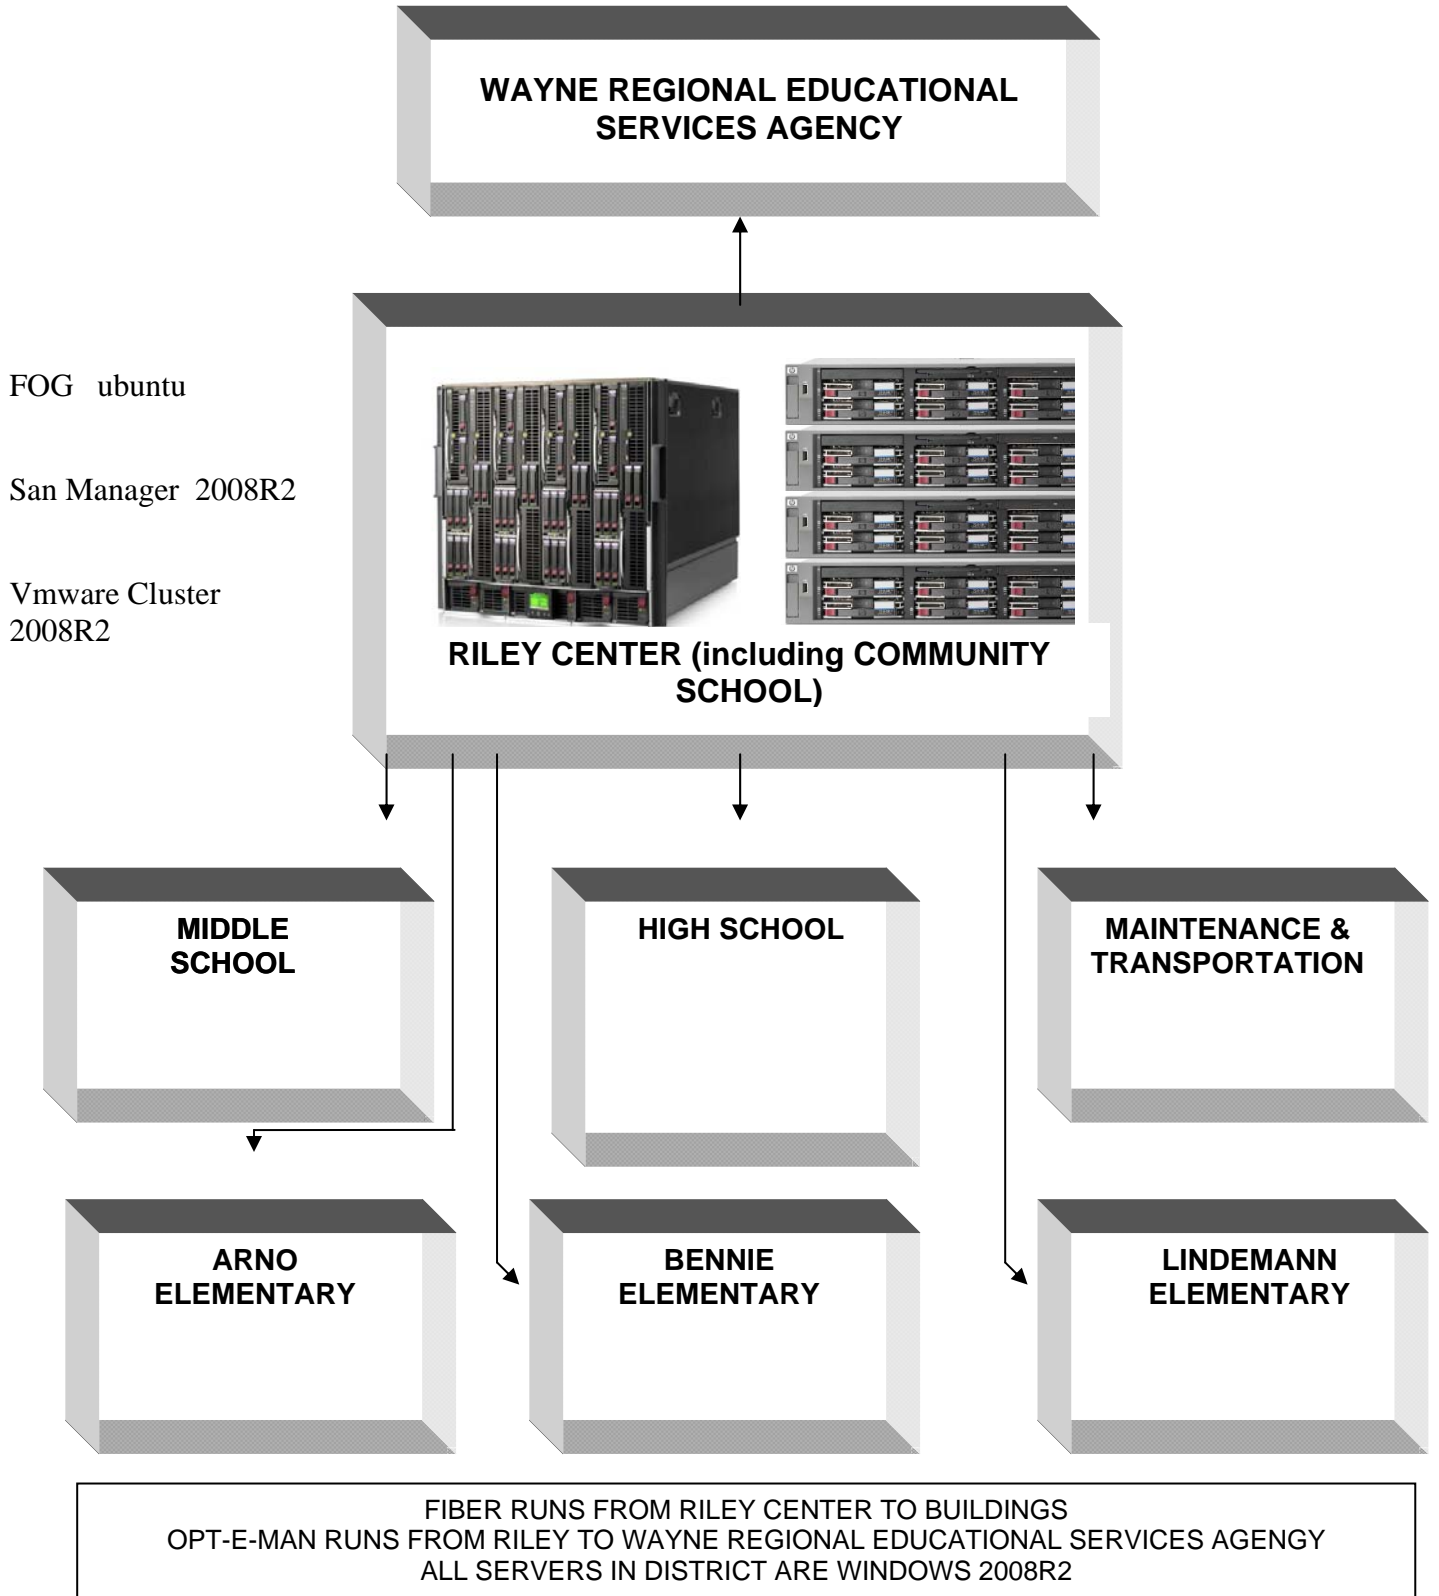 WAYNE REGIONAL EDUCATIONAL
SERVICES AGENCY
FOG ubuntu
San Manager 2008R2
Vmware Cluster
2008R2
RILEY CENTER (including COMMUNITY
SCHOOL)
MIDDLE
SCHOOL
HIGH SCHOOL
MAINTENANCE &
TRANSPORTATION
ARNO
ELEMENTARY
BENNIE
ELEMENTARY
LINDEMANN
ELEMENTARY
FIBER RUNS FROM RILEY CENTER TO BUILDINGS
OPT-E-MAN RUNS FROM RILEY TO WAYNE REGIONAL EDUCATIONAL SERVICES AGENGY
ALL SERVERS IN DISTRICT ARE WINDOWS 2008R2